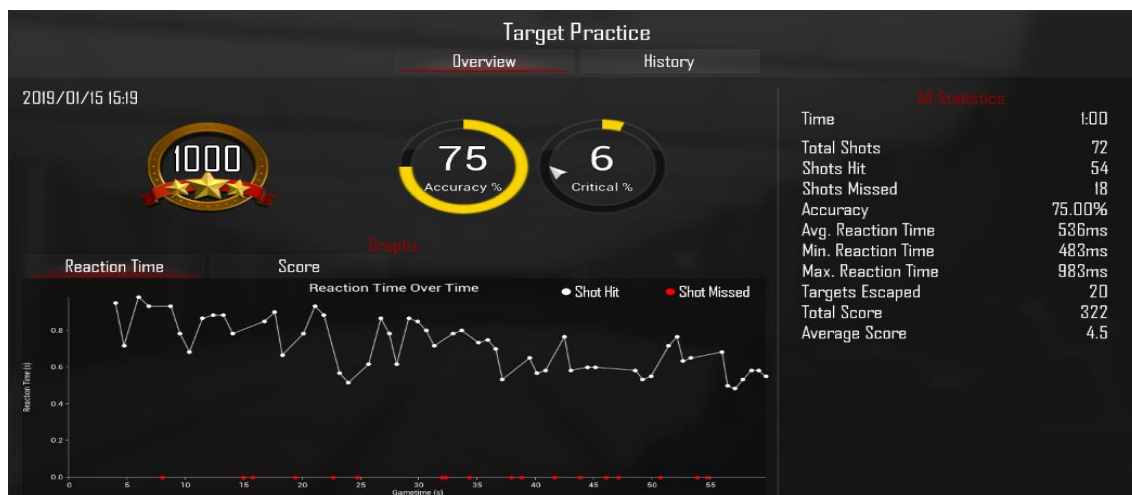 Target Practice
Overview History
2019/01/15 15:19
1000
75
Accuracy %
6
Critical %
All Statistics
Time 1:00
Total Shots 72
Shots Hit 54
Shots Missed 18
Accuracy 75.00%
Avg. Reaction Time 536ms
Min. Reaction Time 483ms
Max. Reaction Time 983ms
Targets Escaped 20
Total Score 322
Average Score 4.5
Graphs
Reaction Time Score
Reaction Time Over Time
Shot Hit Shot Missed
Reaction Time (s)
0.8
0.6
0.4
0.2
0.0
0 5 10 15 20 25 30 35 40 45 50 55
Gametime (s)